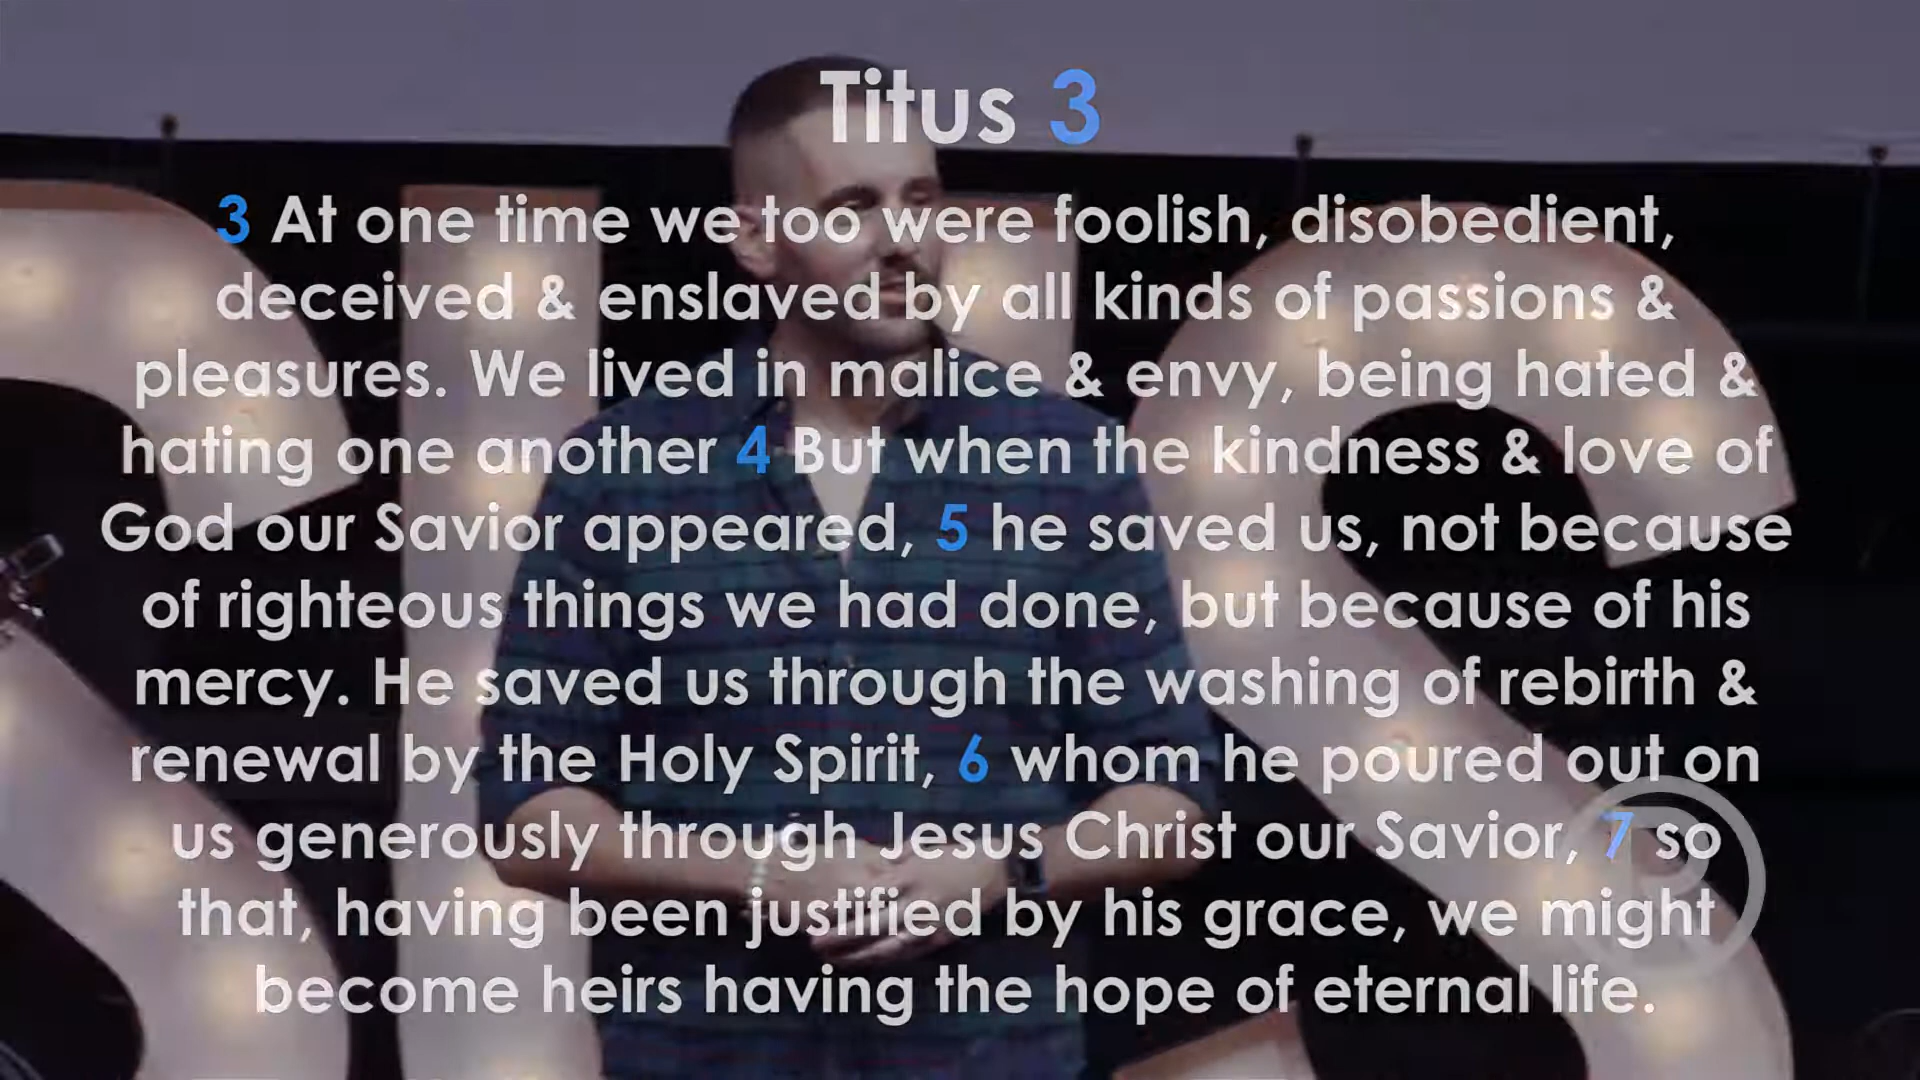 Titus 3
3 At one time we too were foolish, disobedient,
deceived & enslaved by all kinds of passions &
pleasures. We lived in malice & envy, being hated &
hating one another 4 But when the kindness & love of
God our Savior appeared, 5 he saved us, not because
of righteous things we had done, but because of his
mercy. He saved us through the washing of rebirth &
renewal by the Holy Spirit, 6 whom he poured out on
us generously through Jesus Christ our Savior, 7 so
that, having been justified by his grace, we might
become heirs having the hope of eternal life.